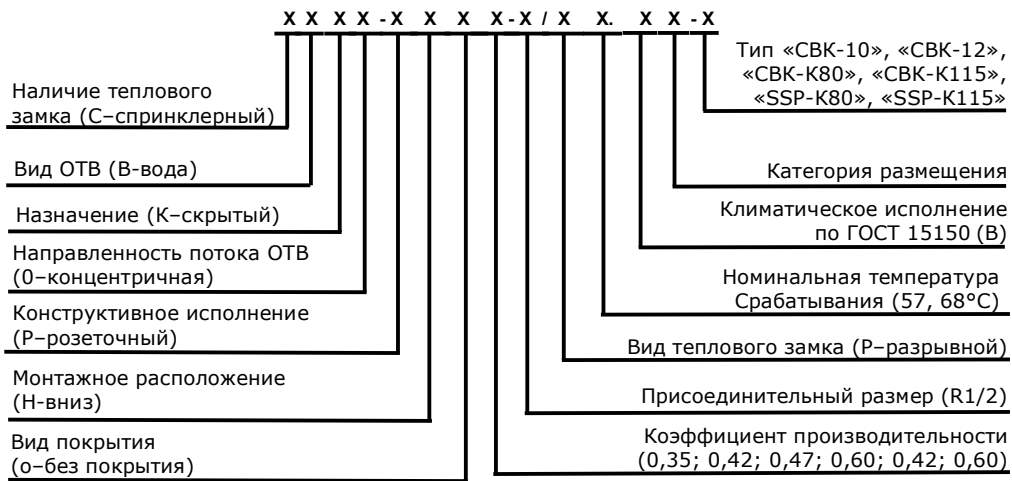 X X X X - X X X X - X / X X. X X - X
Наличие теплового
замка (С–спринклерный)
Вид ОТВ (В-вода)
Назначение (К–скрытый)
Направленность потока ОТВ
(0–концентричная)
Конструктивное исполнение
(Р–розеточный)
Монтажное расположение
(Н-вниз)
Вид покрытия
(о–без покрытия)
Тип «СВК-10», «СВК-12»,
«СВК-К80», «СВК-К115»,
«SSP-K80», «SSP-K115»
Категория размещения
Климатическое исполнение
по ГОСТ 15150 (В)
Номинальная температура
Срабатывания (57, 68°С)
Вид теплового замка (Р–разрывной)
Присоединительный размер (R1/2)
Коэффициент производительности
(0,35; 0,42; 0,47; 0,60; 0,42; 0,60)